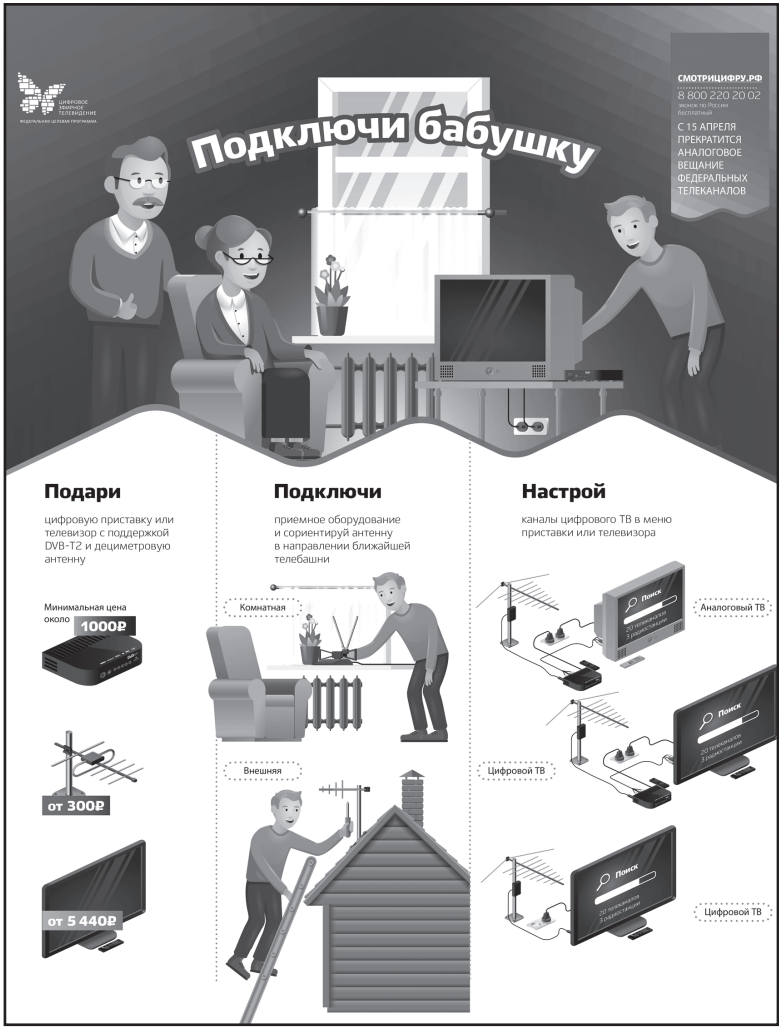 ЦИФРОВОЕ
ЭФИРНОЕ
ТЕЛЕВИДЕНИЕ
ФЕДЕРАЛЬНАЯ ЦЕЛЕВАЯ ПРОГРАММА
Подключи бабушку
СМОТРИЦИФРУ.РФ
8 800 220 20 02
звонок по России
бесплатный
С 15 АПРЕЛЯ
ПРЕКРАТИТСЯ
АНАЛОГОВОЕ
ВЕЩАНИЕ
ФЕДЕРАЛЬНЫХ
ТЕЛЕКАНАЛОВ
Подари
цифровую приставку или
телевизор с поддержкой
DVB-T2 и дециметровую
антенну
Минимальная цена
около
1000₽
от 300₽
от 5 440₽
Подключи
приемное оборудование
и сориентируй антенну
в направлении ближайшей
телебашни
Комнатная
Внешняя
Настрой
каналы цифрового ТВ в меню
приставки или телевизора
Поиск
20 телеканалов
3 радиостанции
Аналоговый ТВ
Поиск
20 телеканалов
3 радиостанции
Цифровой ТВ
Поиск
20 телеканалов
3 радиостанции
Цифровой ТВ